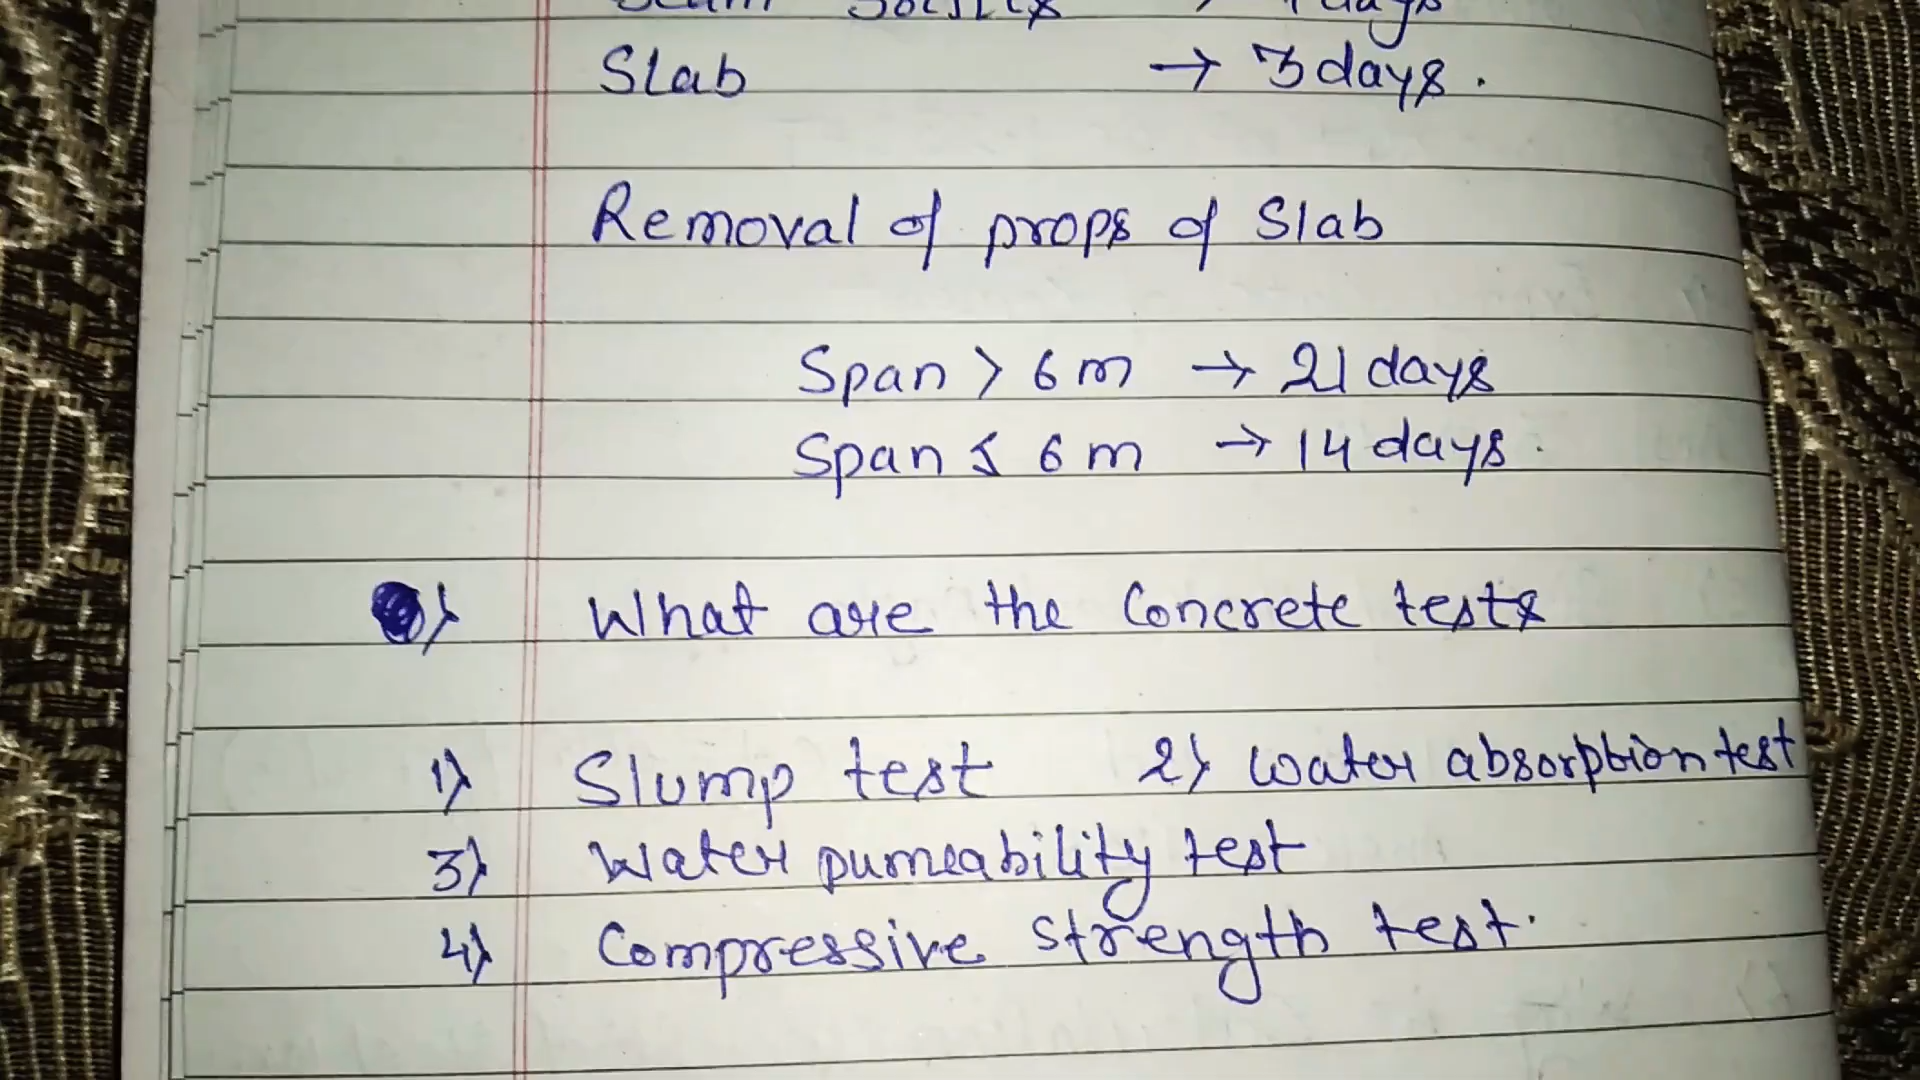 Slab → 3 days.
Removal of props of Slab
Span > 6 m → 21 days
Span ≤ 6 m → 14 days.
What are the Concrete tests
1) Slump test 2) Water absorption test
3) Water pumeability test
4) Compressive strength test.